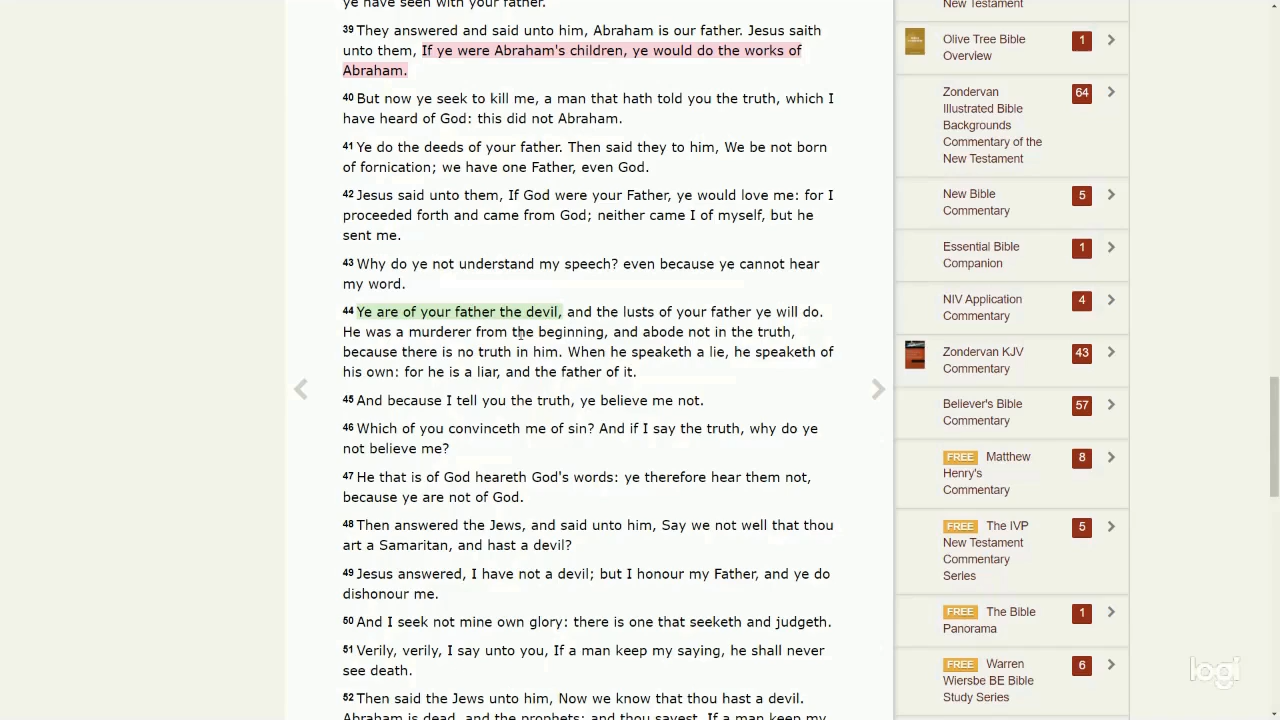 ye have seen with your father.
39 They answered and said unto him, Abraham is our father. Jesus saith
unto them, If ye were Abraham's children, ye would do the works of
Abraham.
40 But now ye seek to kill me, a man that hath told you the truth, which I
have heard of God: this did not Abraham.
41 Ye do the deeds of your father. Then said they to him, We be not born
of fornication; we have one Father, even God.
42 Jesus said unto them, If God were your Father, ye would love me: for I
proceeded forth and came from God; neither came I of myself, but he
sent me.
43 Why do ye not understand my speech? even because ye cannot hear
my word.
44 Ye are of your father the devil, and the lusts of your father ye will do.
He was a murderer from the beginning, and abode not in the truth,
because there is no truth in him. When he speaketh a lie, he speaketh of
his own: for he is a liar, and the father of it.
45 And because I tell you the truth, ye believe me not.
46 Which of you convinceth me of sin? And if I say the truth, why do ye
not believe me?
47 He that is of God heareth God's words: ye therefore hear them not,
because ye are not of God.
48 Then answered the Jews, and said unto him, Say we not well that thou
art a Samaritan, and hast a devil?
49 Jesus answered, I have not a devil; but I honour my Father, and ye do
dishonour me.
50 And I seek not mine own glory: there is one that seeketh and judgeth.
51 Verily, verily, I say unto you, If a man keep my saying, he shall never
see death.
52 Then said the Jews unto him, Now we know that thou hast a devil.
Abraham is dead, and the prophets; and thou sayest, If a man keep my
New Testament
Olive Tree Bible 1
Overview
Zondervan 64
Illustrated Bible
Backgrounds
Commentary of the
New Testament
New Bible 5
Commentary
Essential Bible 1
Companion
NIV Application 4
Commentary
Zondervan KJV 43
Commentary
Believer's Bible 57
Commentary
FREE Matthew 8
Henry's
Commentary
FREE The IVP 5
New Testament
Commentary
Series
FREE The Bible 1
Panorama
FREE Warren 6
Wiersbe BE Bible
Study Series
logi